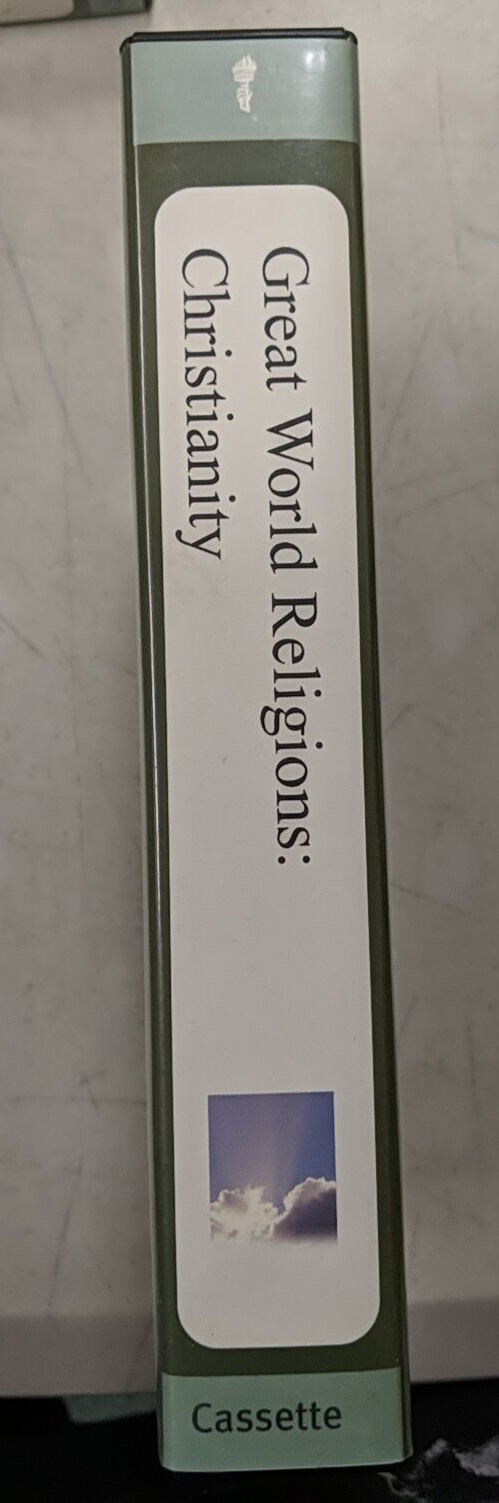 Great World Religions:
Christianity
Cassette